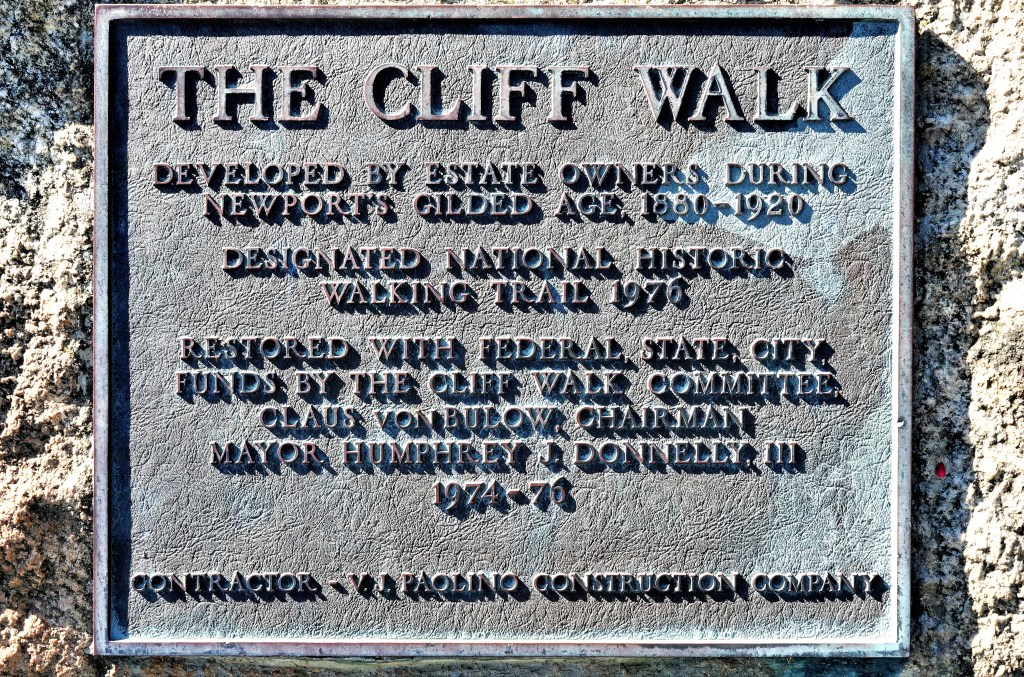 THE CLIFF WALK
DEVELOPED BY ESTATE OWNERS DURING
NEWPORT'S GILDED AGE, 1880-1920
DESIGNATED NATIONAL HISTORIC
WALKING TRAIL 1976
RESTORED WITH FEDERAL, STATE, CITY,
FUNDS BY THE CLIFF WALK COMMITTEE,
CLAUS VON BULOW, CHAIRMAN
MAYOR HUMPHREY J. DONNELLY, III
1974-76
CONTRACTOR - V.J. PAOLINO CONSTRUCTION COMPANY